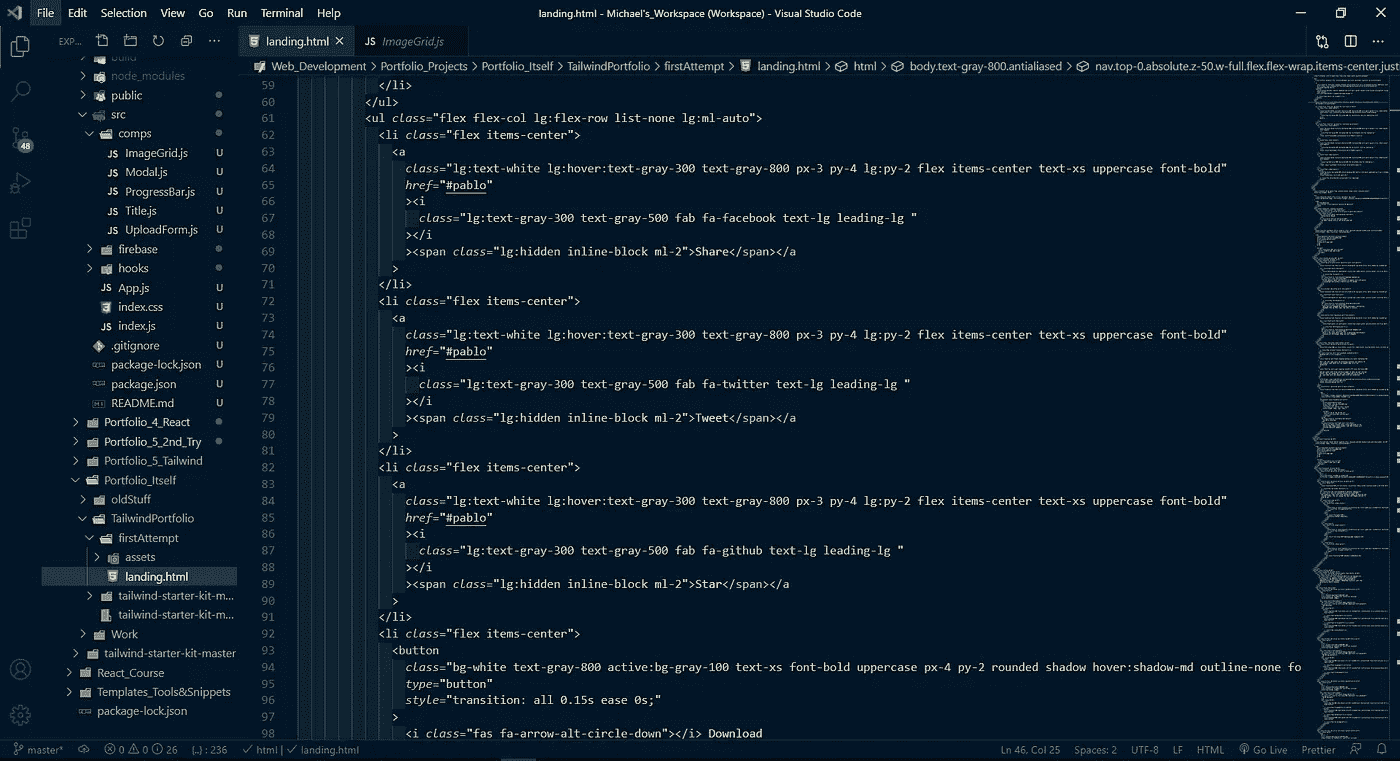 File Edit Selection View Go Run Terminal Help
landing.html - Michael's_Workspace (Workspace) - Visual Studio Code
EXP...
landing.html
JS ImageGrid.js
Web_Development > Portfolio_Projects > Portfolio_Itself > TailwindPortfolio > firstAttempt > landing.html > html > body.text-gray-800.antialiased > nav.top-0.absolute.z-50.w-full.flex.flex-wrap.items-center.just
build
node_modules
public
src
comps
JS ImageGrid.js U
JS Modal.js U
JS ProgressBar.js U
JS Title.js U
JS UploadForm.js U
firebase
hooks
JS App.js U
index.css U
JS index.js U
.gitignore U
package-lock.json U
package.json U
README.md U
Portfolio_4_React
Portfolio_5_2nd_Try
Portfolio_5_Tailwind
Portfolio_Itself
oldStuff
TailwindPortfolio
firstAttempt
assets
landing.html
tailwind-starter-kit-m...
tailwind-starter-kit-m...
Work
tailwind-starter-kit-master
React_Course
Templates_Tools&Snippets
package-lock.json
48
59 </li>
60 </ul>
61 <ul class="flex flex-col lg:flex-row list-none lg:ml-auto">
62 <li class="flex items-center">
63 <a
64 class="lg:text-white lg:hover:text-gray-300 text-gray-800 px-3 py-4 lg:py-2 flex items-center text-xs uppercase font-bold"
65 href="#pablo"
66 ><i
67 class="lg:text-gray-300 text-gray-500 fab fa-facebook text-lg leading-lg "
68 ></i
69 ><span class="lg:hidden inline-block ml-2">Share</span></a
70 >
71 </li>
72 <li class="flex items-center">
73 <a
74 class="lg:text-white lg:hover:text-gray-300 text-gray-800 px-3 py-4 lg:py-2 flex items-center text-xs uppercase font-bold"
75 href="#pablo"
76 ><i
77 class="lg:text-gray-300 text-gray-500 fab fa-twitter text-lg leading-lg "
78 ></i
79 ><span class="lg:hidden inline-block ml-2">Tweet</span></a
80 >
81 </li>
82 <li class="flex items-center">
83 <a
84 class="lg:text-white lg:hover:text-gray-300 text-gray-800 px-3 py-4 lg:py-2 flex items-center text-xs uppercase font-bold"
85 href="#pablo"
86 ><i
87 class="lg:text-gray-300 text-gray-500 fab fa-github text-lg leading-lg "
88 ></i
89 ><span class="lg:hidden inline-block ml-2">Star</span></a
90 >
91 </li>
92 <li class="flex items-center">
93 <button
94 class="bg-white text-gray-800 active:bg-gray-100 text-xs font-bold uppercase px-4 py-2 rounded shadow hover:shadow-md outline-none fo
95 type="button"
96 style="transition: all 0.15s ease 0s;"
97 >
98 <i class="fas fa-arrow-alt-circle-down"></i> Download
master* 0 0 26 {..} : 236 html landing.html Ln 46, Col 25 Spaces: 2 UTF-8 LF HTML Go Live Prettier